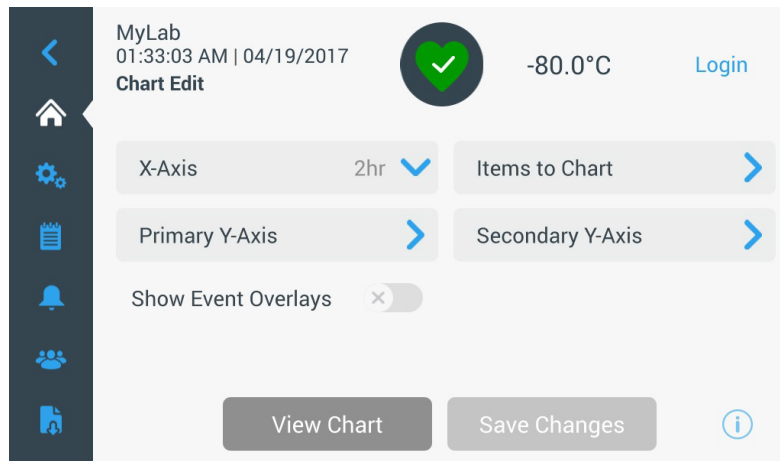 MyLab
01:33:03 AM | 04/19/2017
Chart Edit
-80.0°C
Login
X-Axis 2hr
Items to Chart
Primary Y-Axis
Secondary Y-Axis
Show Event Overlays
View Chart
Save Changes
i